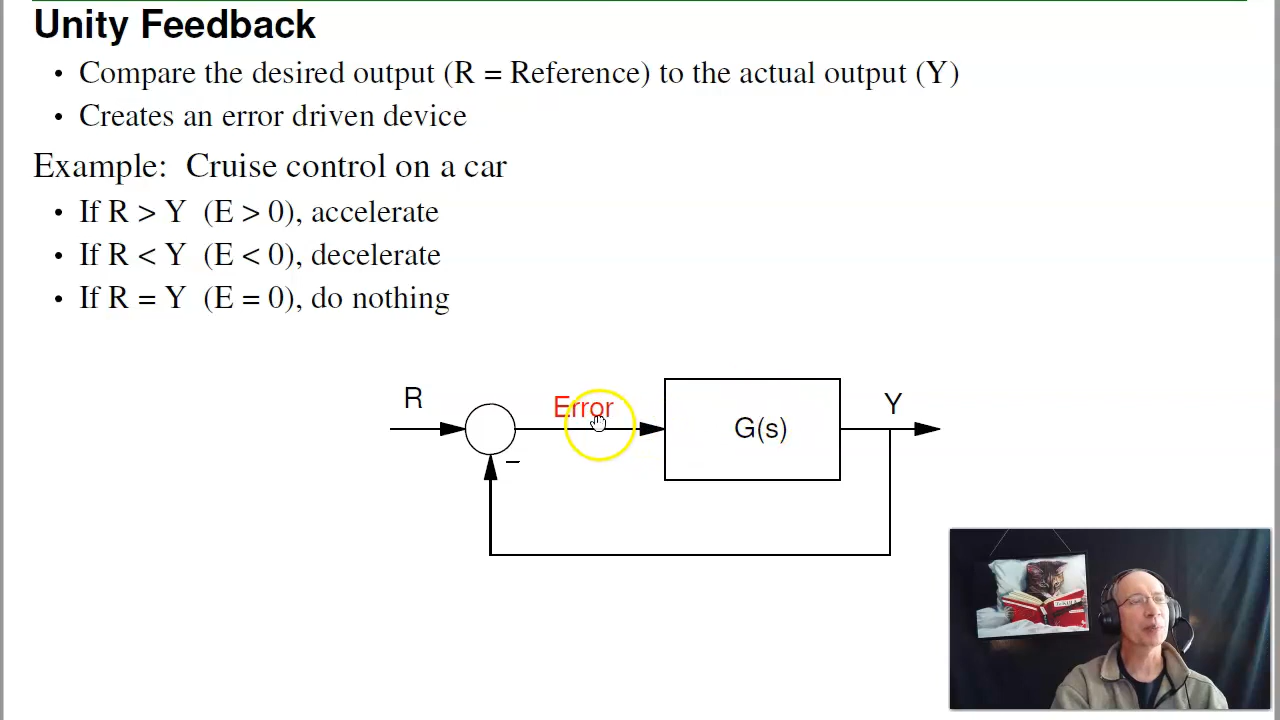 Unity Feedback
• Compare the desired output (R = Reference) to the actual output (Y)
• Creates an error driven device
Example: Cruise control on a car
• If R > Y (E > 0), accelerate
• If R < Y (E < 0), decelerate
• If R = Y (E = 0), do nothing
R
Error
G(s)
Y
−